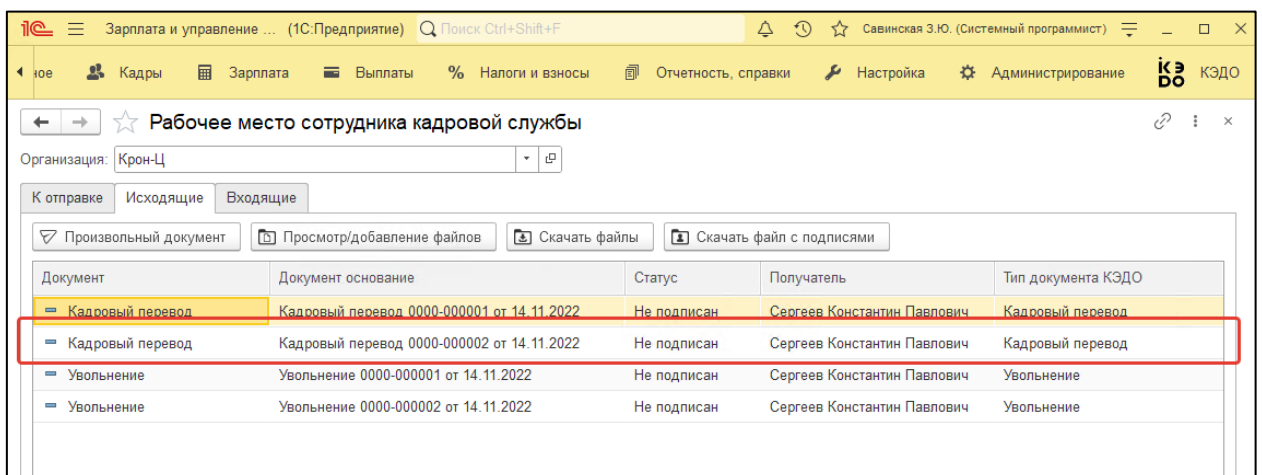 1С Зарплата и управление ... (1С:Предприятие) Поиск Ctrl+Shift+F Савинская З.Ю. (Системный программист)
ное Кадры Зарплата Выплаты % Налоги и взносы Отчетность, справки Настройка Администрирование КЭDO КЭДО
Рабочее место сотрудника кадровой службы
Организация: Крон-Ц
К отправке Исходящие Входящие
Произвольный документ Просмотр/добавление файлов Скачать файлы Скачать файл с подписями
Документ Документ основание Статус Получатель Тип документа КЭДО
Кадровый перевод Кадровый перевод 0000-000001 от 14.11.2022 Не подписан Сергеев Константин Павлович Кадровый перевод
Кадровый перевод Кадровый перевод 0000-000002 от 14.11.2022 Не подписан Сергеев Константин Павлович Кадровый перевод
Увольнение Увольнение 0000-000001 от 14.11.2022 Не подписан Сергеев Константин Павлович Увольнение
Увольнение Увольнение 0000-000002 от 14.11.2022 Не подписан Сергеев Константин Павлович Увольнение